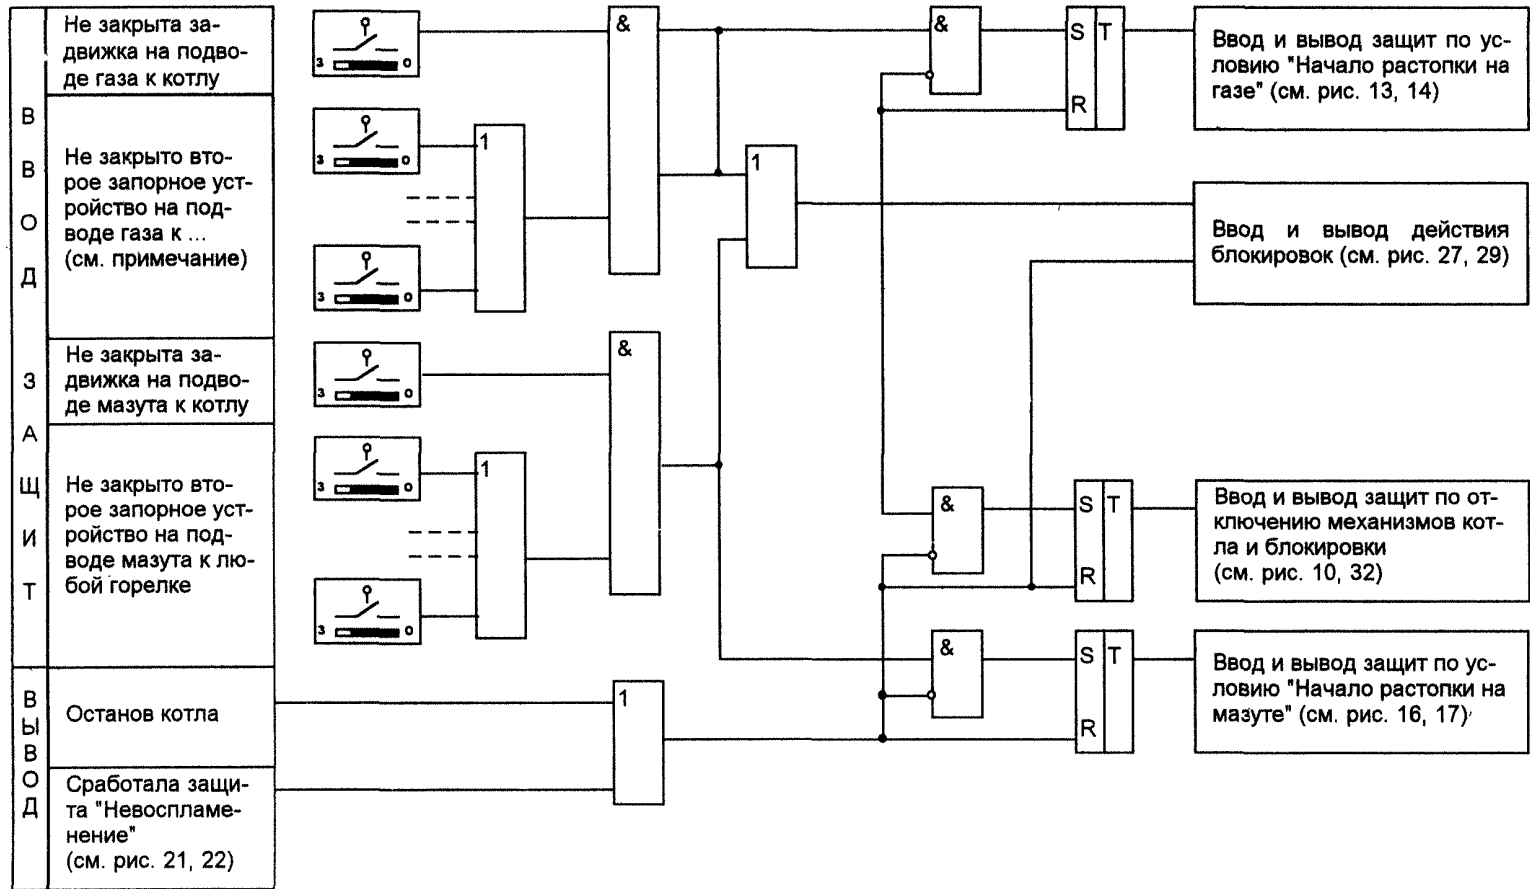 ВВОД ЗАЩИТ
Не закрыта за-
движка на подво-
де газа к котлу
Не закрыто вто-
рое запорное уст-
ройство на под-
воде газа к ...
(см. примечание)
Не закрыта за-
движка на подво-
де мазута к котлу
Не закрыто вто-
рое запорное уст-
ройство на под-
воде мазута к лю-
бой горелке
ВЫВОД
Останов котла
Сработала защи-
та "Невоспламе-
нение"
(см. рис. 21, 22)
З О
З О
З О
З О
З О
З О
1
1
&
&
1
1
&
S T
R
&
S T
R
&
S T
R
Ввод и вывод защит по ус-
ловию "Начало растопки на
газе" (см. рис. 13, 14)
Ввод и вывод действия
блокировок (см. рис. 27, 29)
Ввод и вывод защит по от-
ключению механизмов кот-
ла и блокировки
(см. рис. 10, 32)
Ввод и вывод защит по ус-
ловию "Начало растопки на
мазуте" (см. рис. 16, 17)